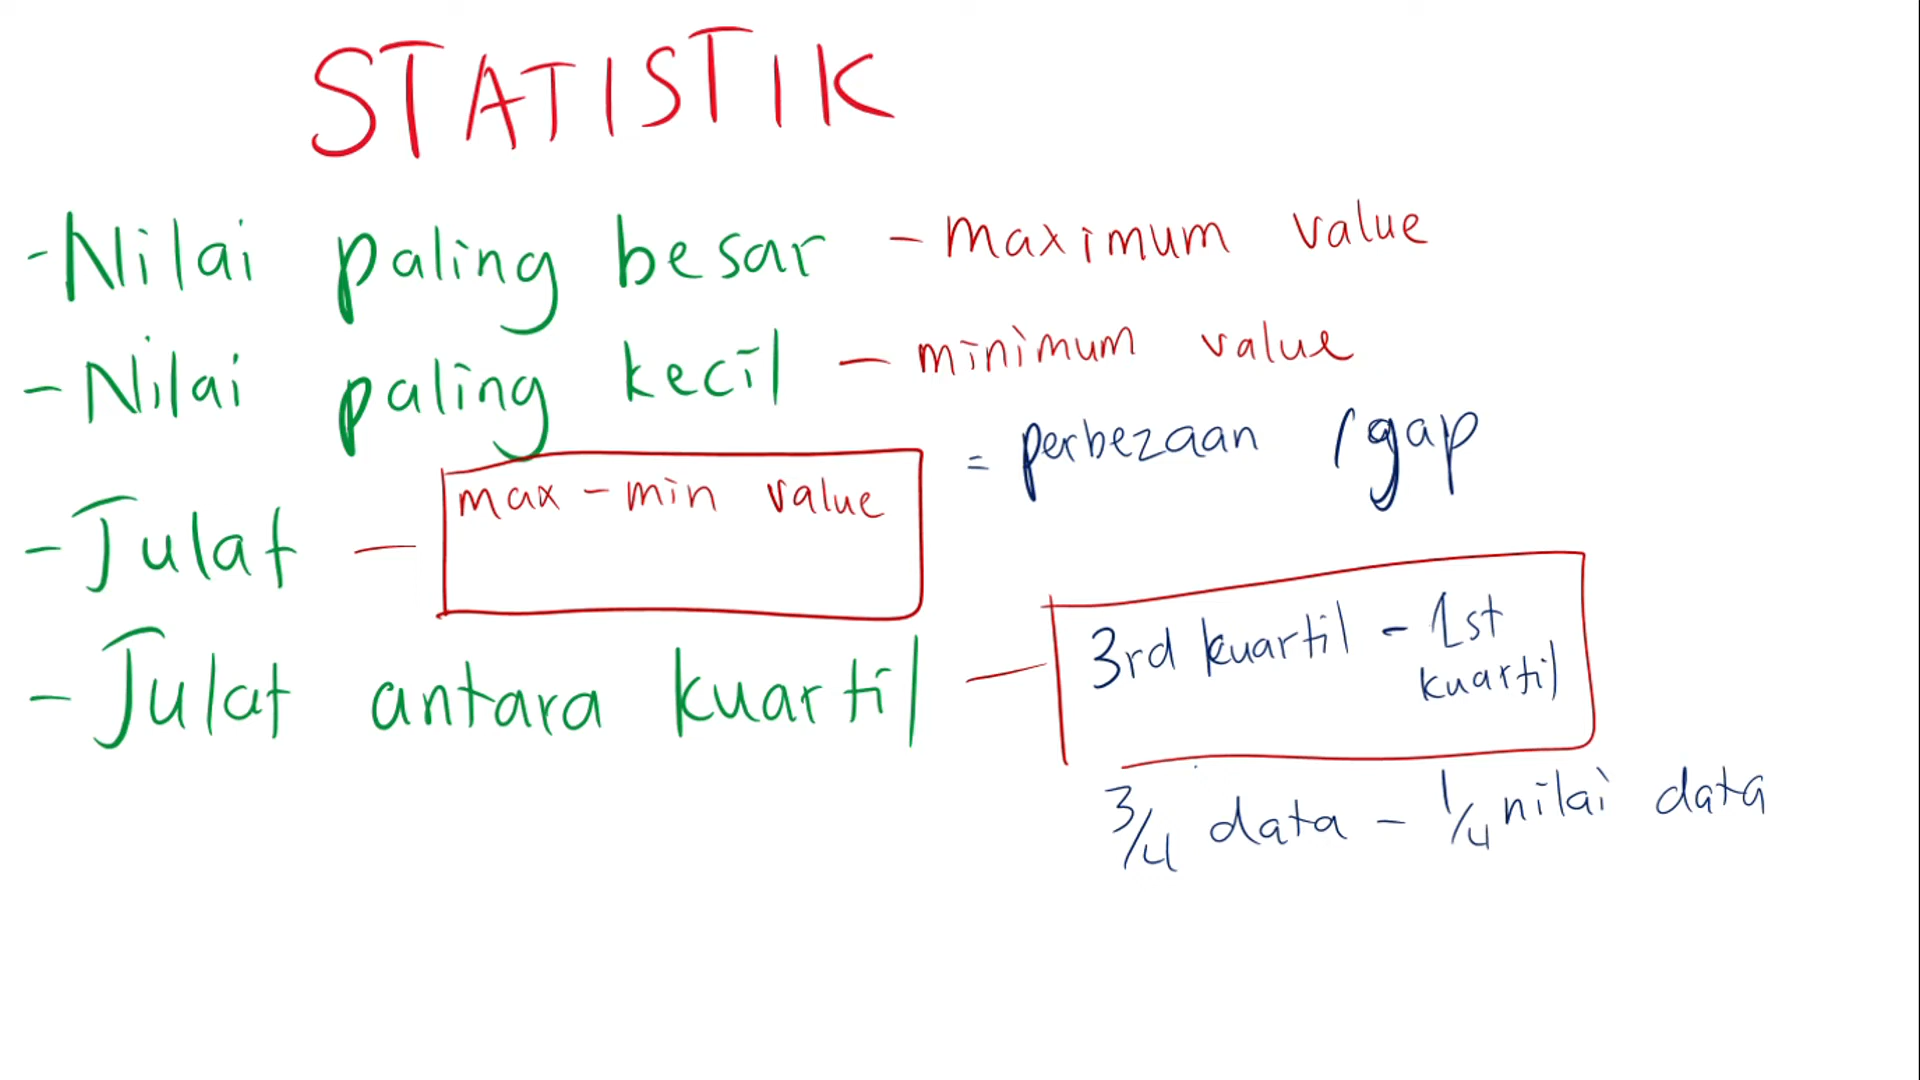 STATISTIK
- Nilai paling besar - maximum value
- Nilai paling kecil - minimum value
= perbezaan / gap
- Julat - max - min value
- Julat antara kuartil - 3rd kuartil - 1st
kuartil
3/4 data - 1/4 nilai data